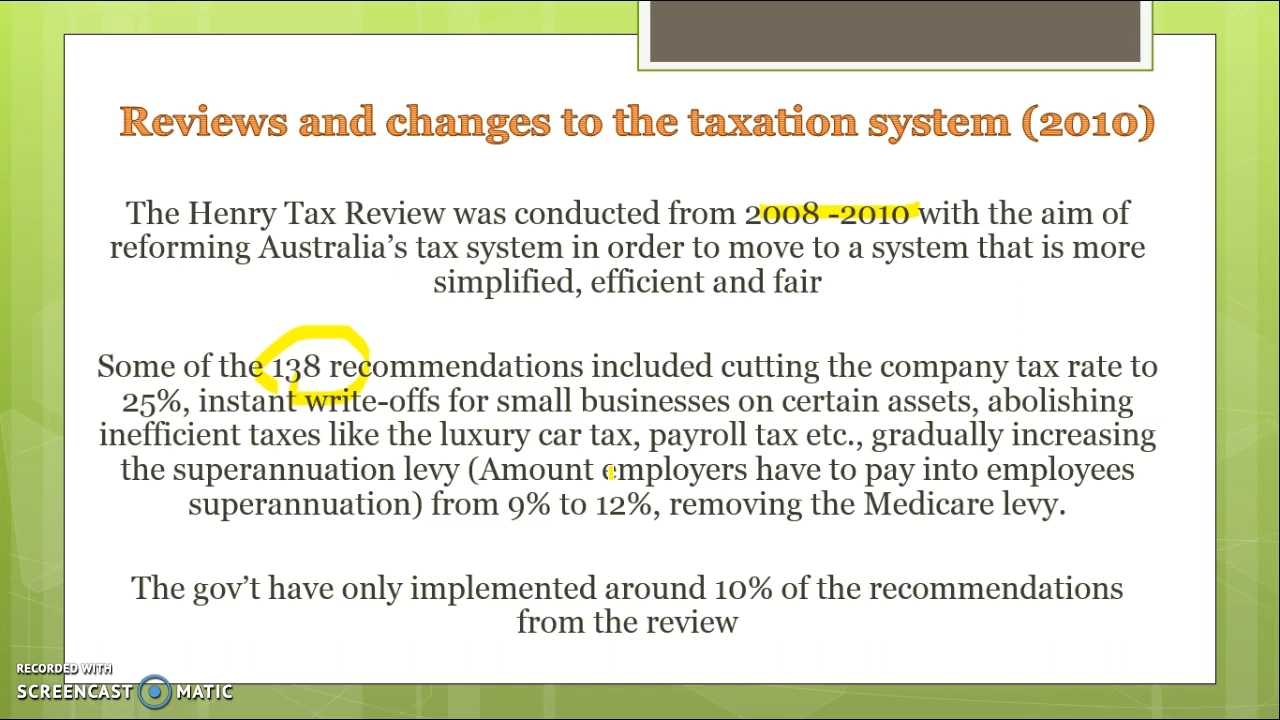 Reviews and changes to the taxation system (2010)
The Henry Tax Review was conducted from 2008 -2010 with the aim of
reforming Australia's tax system in order to move to a system that is more
simplified, efficient and fair
Some of the 138 recommendations included cutting the company tax rate to
25%, instant write-offs for small businesses on certain assets, abolishing
inefficient taxes like the luxury car tax, payroll tax etc., gradually increasing
the superannuation levy (Amount employers have to pay into employees
superannuation) from 9% to 12%, removing the Medicare levy.
The gov't have only implemented around 10% of the recommendations
from the review
RECORDED WITH
SCREENCAST MATIC